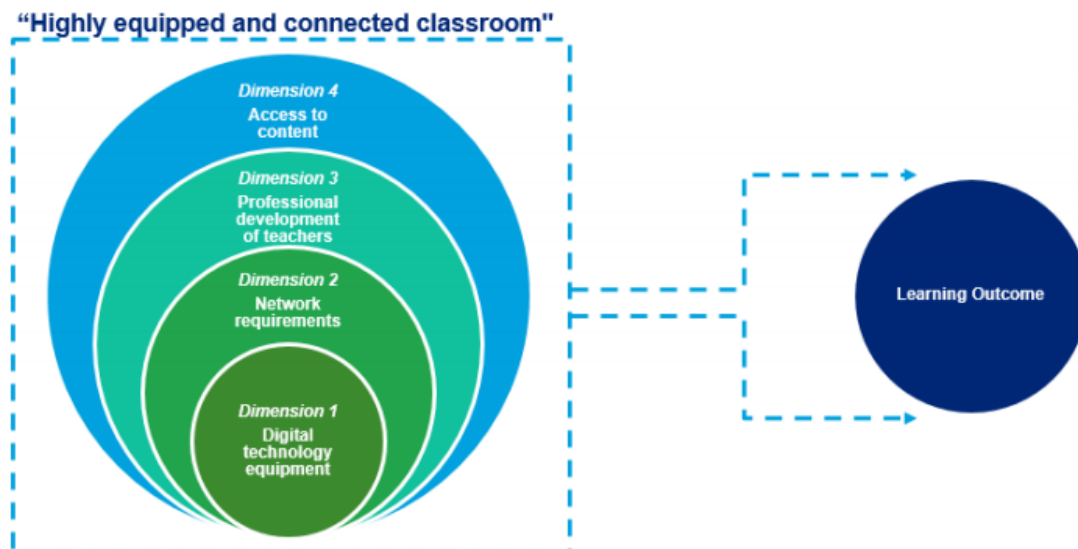 “Highly equipped and connected classroom"
Dimension 4
Access to
content
Dimension 3
Professional
development
of teachers
Dimension 2
Network
requirements
Dimension 1
Digital
technology
equipment
Learning Outcome